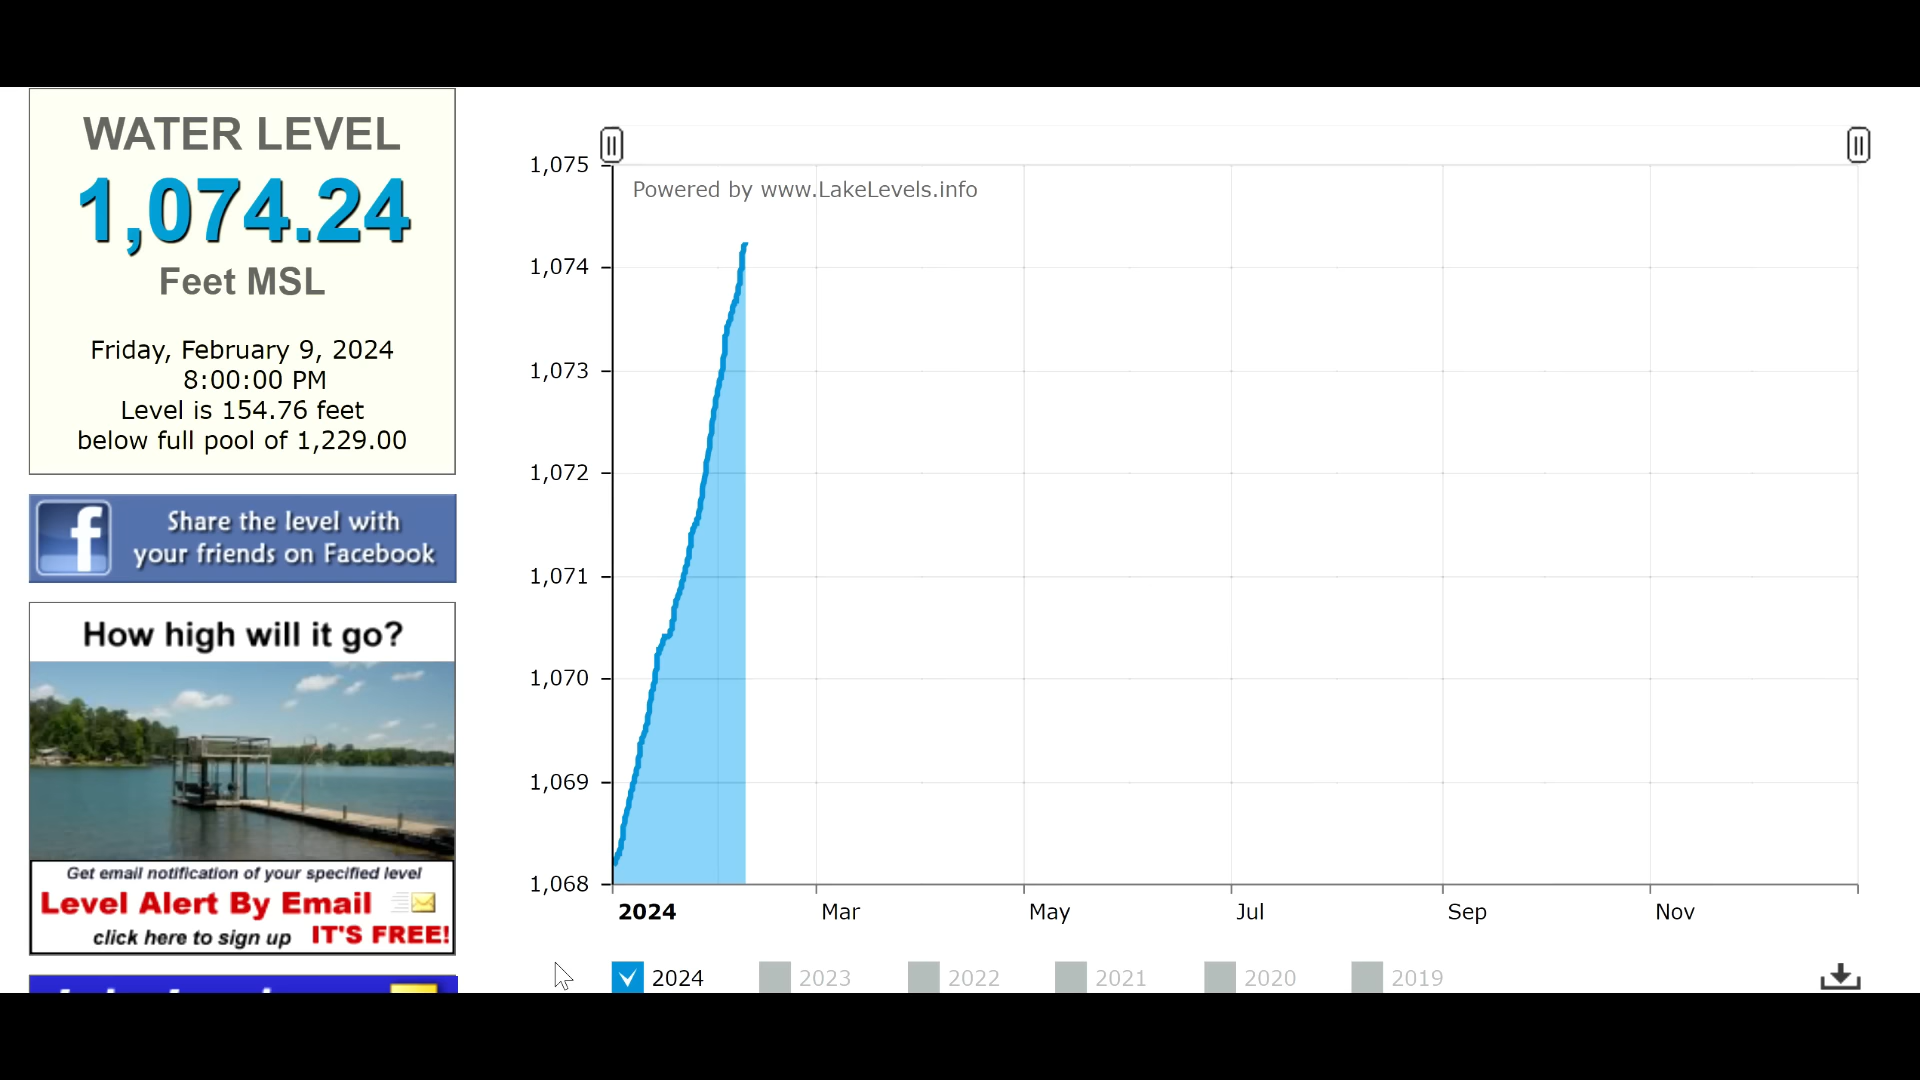 WATER LEVEL
1,074.24
Feet MSL
Friday, February 9, 2024
8:00:00 PM
Level is 154.76 feet
below full pool of 1,229.00
Share the level with
your friends on Facebook
How high will it go?
Get email notification of your specified level
Level Alert By Email
click here to sign up IT'S FREE!
Powered by www.LakeLevels.info
1,075
1,074
1,073
1,072
1,071
1,070
1,069
1,068
2024 Mar May Jul Sep Nov
2024 2023 2022 2021 2020 2019